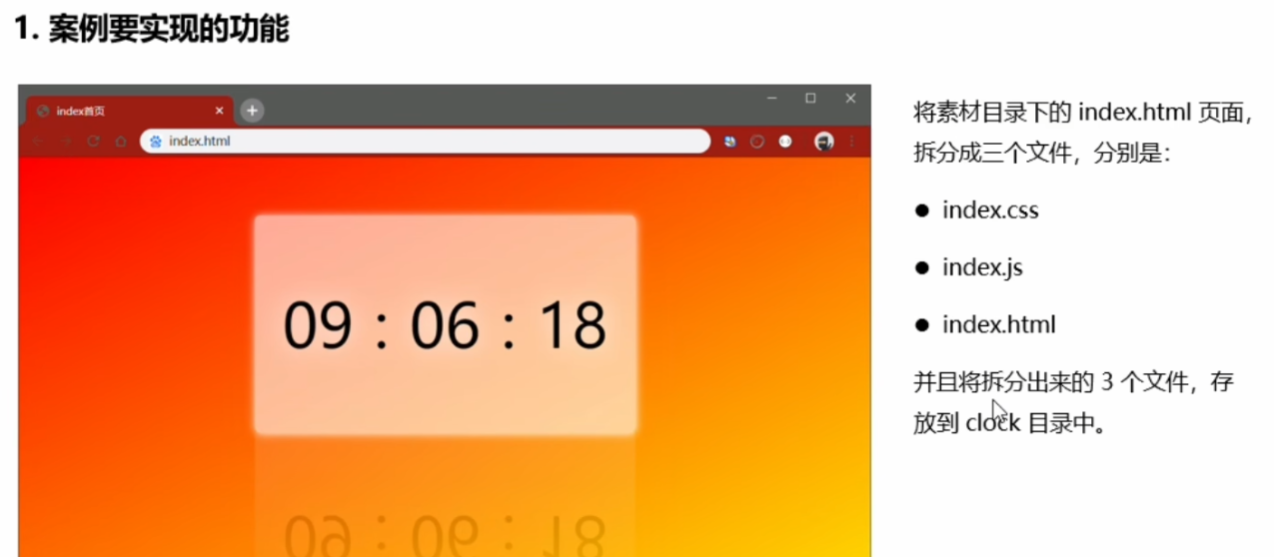 1. 案例要实现的功能
index首页
index.html
09 : 06 : 18
将素材目录下的 index.html 页面，
拆分成三个文件，分别是：
● index.css
● index.js
● index.html
并且将拆分出来的 3 个文件，存
放到 clock 目录中。